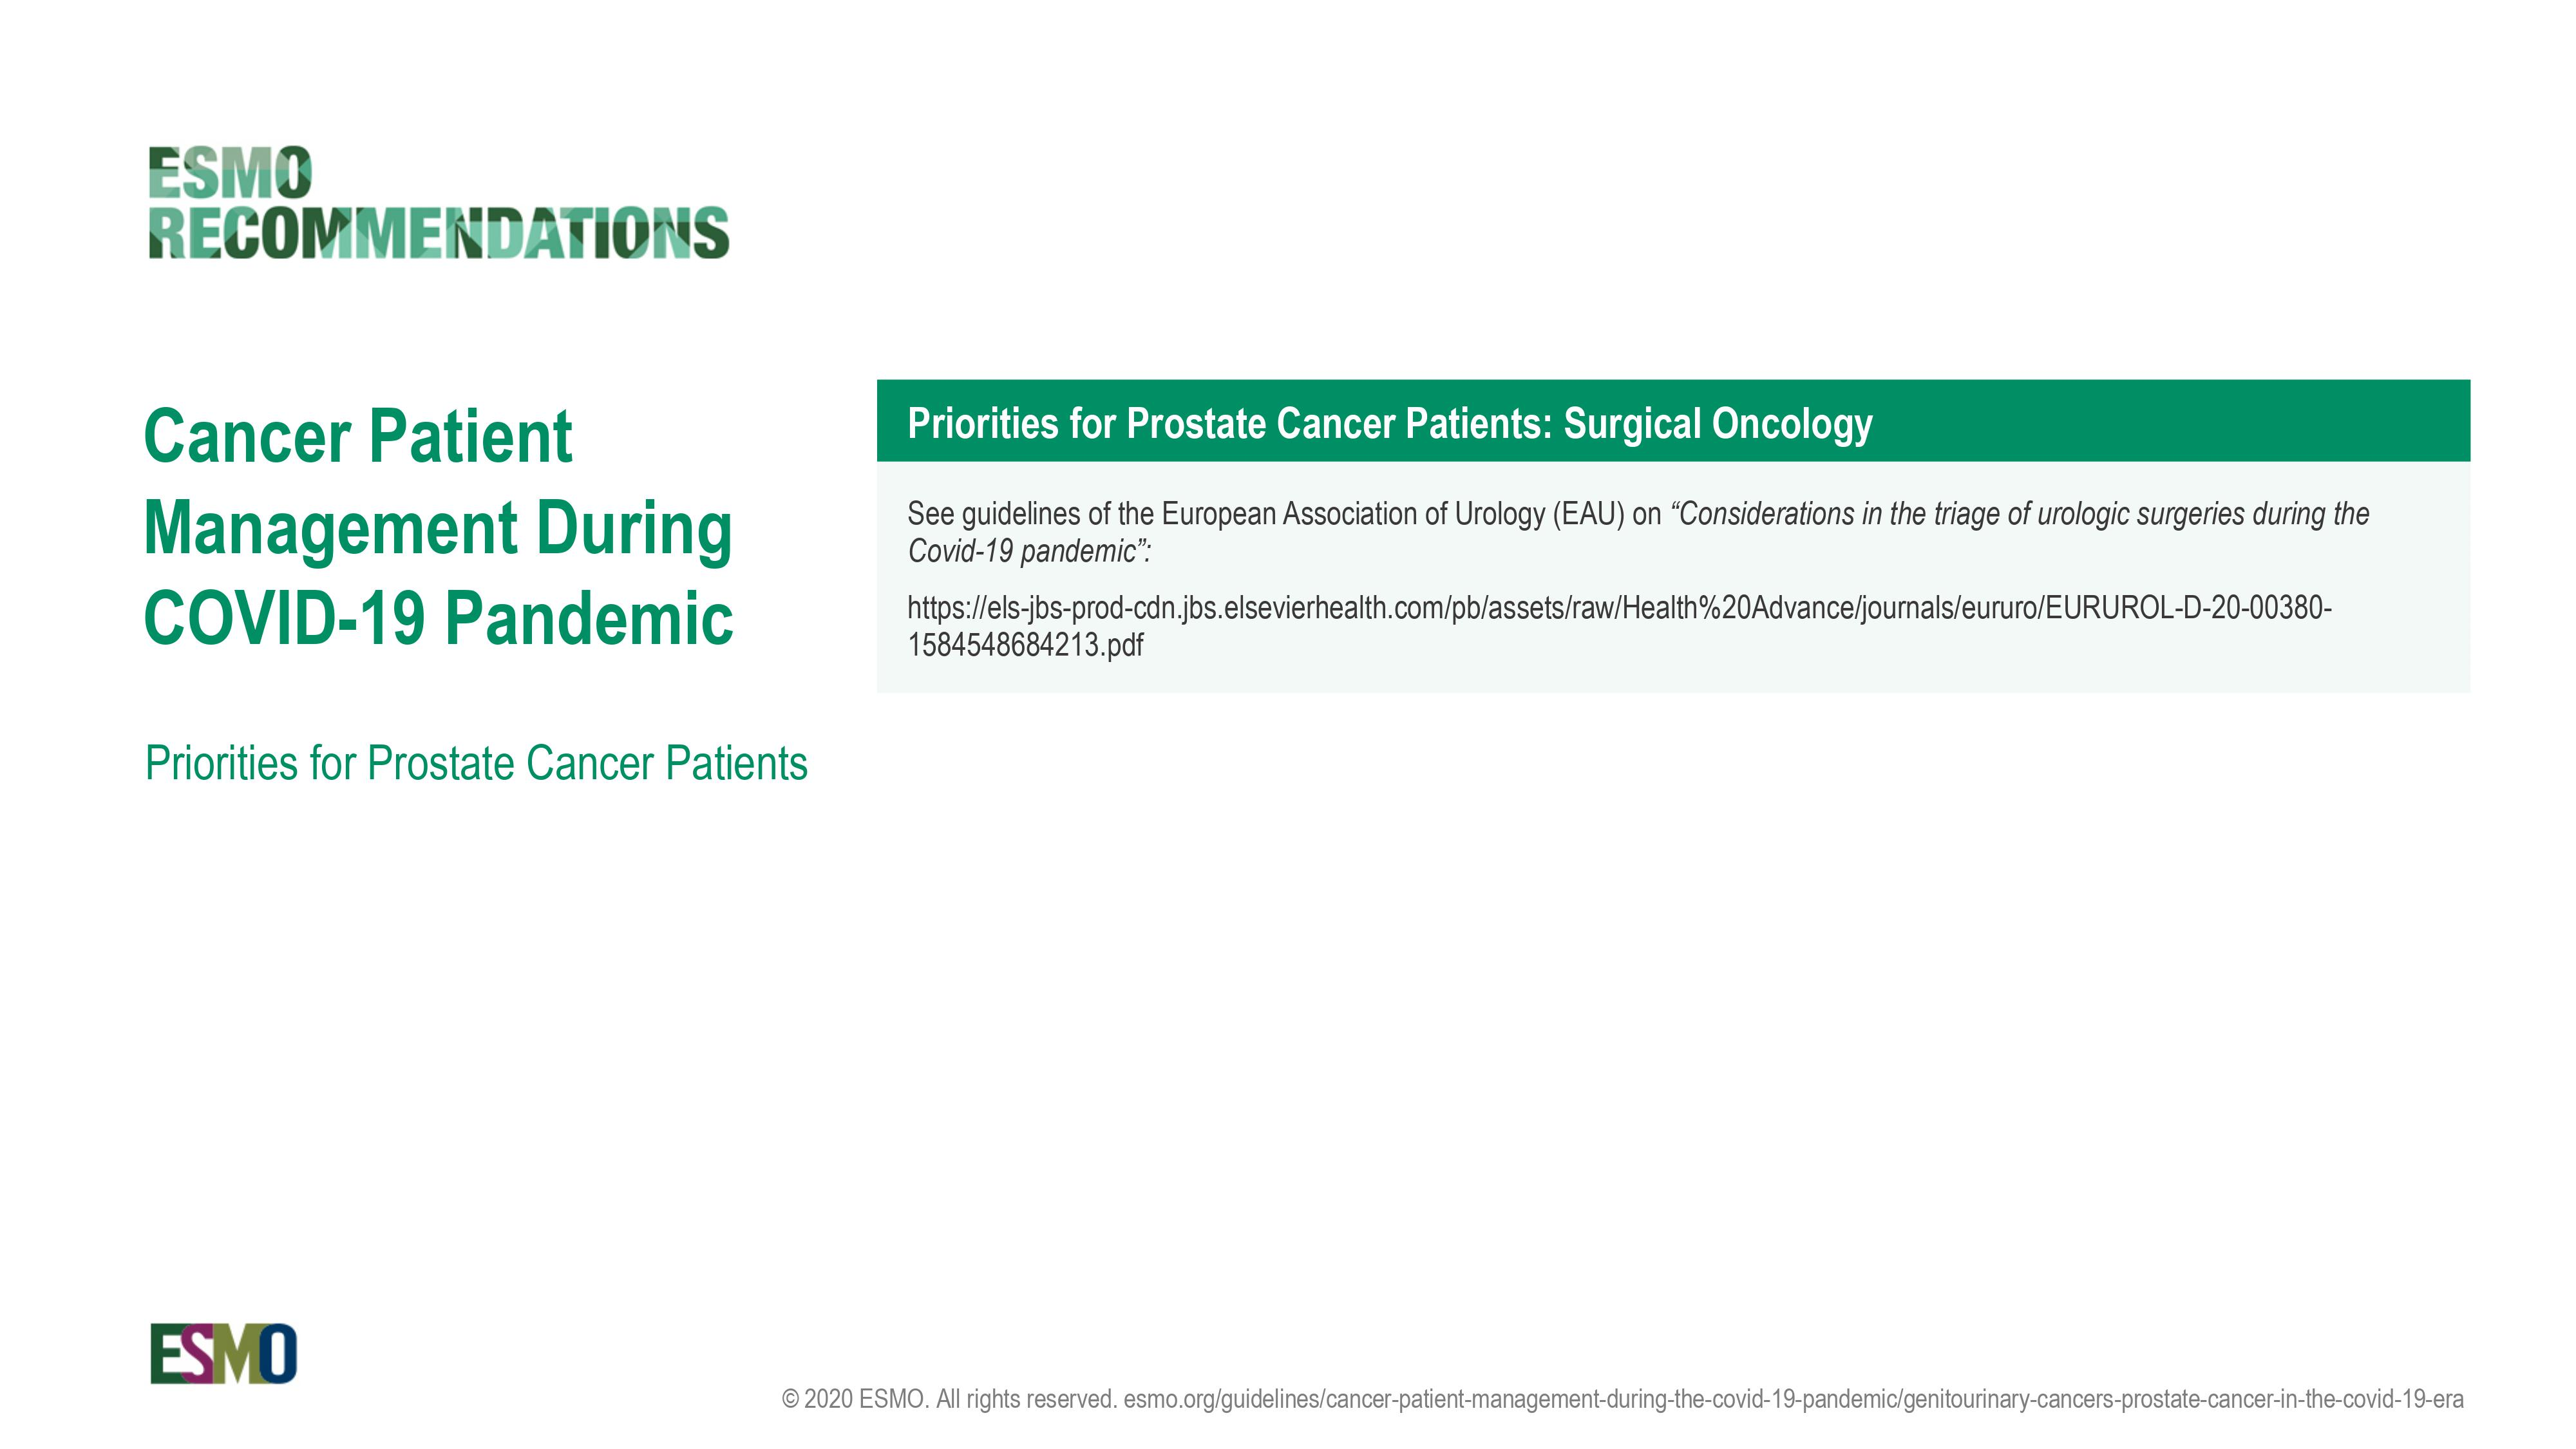 ESMO
RECOMMENDATIONS
Cancer Patient
Management During
COVID-19 Pandemic
Priorities for Prostate Cancer Patients
Priorities for Prostate Cancer Patients: Surgical Oncology
See guidelines of the European Association of Urology (EAU) on “Considerations in the triage of urologic surgeries during the
Covid-19 pandemic”:
https://els-jbs-prod-cdn.jbs.elsevierhealth.com/pb/assets/raw/Health%20Advance/journals/eururo/EURUROL-D-20-00380-
1584548684213.pdf
ESMO
© 2020 ESMO. All rights reserved. esmo.org/guidelines/cancer-patient-management-during-the-covid-19-pandemic/genitourinary-cancers-prostate-cancer-in-the-covid-19-era